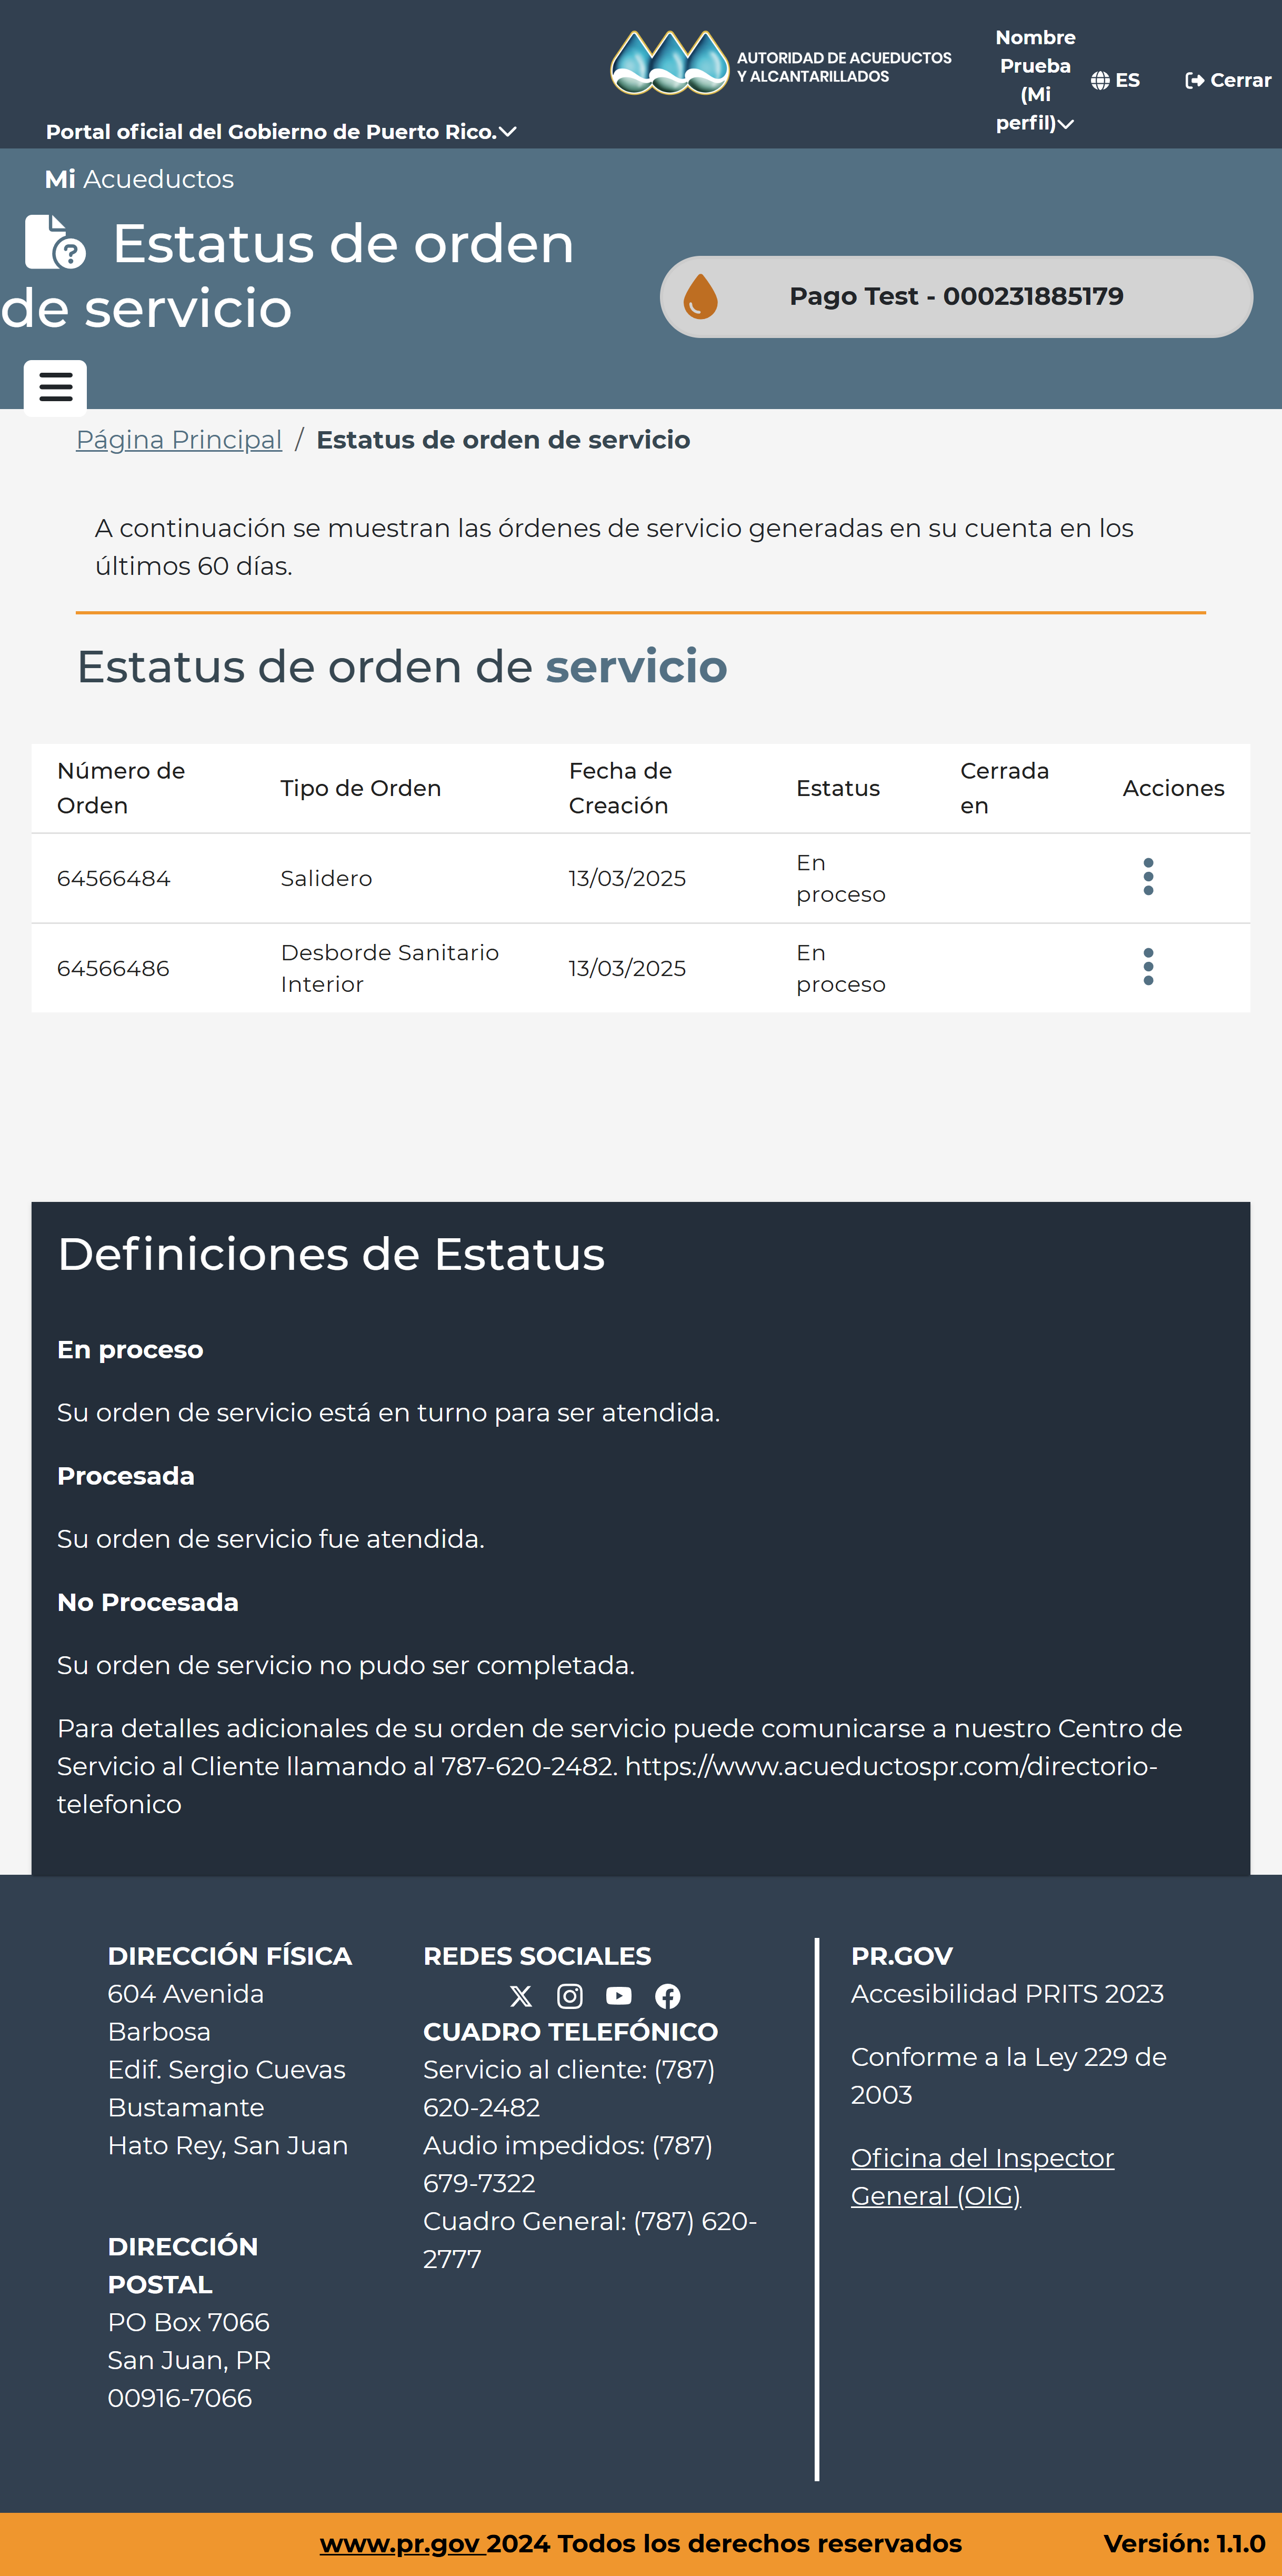 AUTORIDAD DE ACUEDUCTOS
Y ALCANTARILLADOS
Nombre
Prueba
(Mi
perfil)
ES
Cerrar
Portal oficial del Gobierno de Puerto Rico.
Mi Acueductos
Estatus de orden
de servicio
Pago Test - 000231885179
Página Principal / Estatus de orden de servicio
A continuación se muestran las órdenes de servicio generadas en su cuenta en los
últimos 60 días.
Estatus de orden de servicio
Número de
Orden
Tipo de Orden
Fecha de
Creación
Estatus
Cerrada
en
Acciones
64566484
Salidero
13/03/2025
En
proceso
64566486
Desborde Sanitario
Interior
13/03/2025
En
proceso
Definiciones de Estatus
En proceso
Su orden de servicio está en turno para ser atendida.
Procesada
Su orden de servicio fue atendida.
No Procesada
Su orden de servicio no pudo ser completada.
Para detalles adicionales de su orden de servicio puede comunicarse a nuestro Centro de
Servicio al Cliente llamando al 787-620-2482. https://www.acueductospr.com/directorio-
telefonico
DIRECCIÓN FÍSICA
604 Avenida
Barbosa
Edif. Sergio Cuevas
Bustamante
Hato Rey, San Juan
DIRECCIÓN
POSTAL
PO Box 7066
San Juan, PR
00916-7066
REDES SOCIALES
CUADRO TELEFÓNICO
Servicio al cliente: (787)
620-2482
Audio impedidos: (787)
679-7322
Cuadro General: (787) 620-
2777
PR.GOV
Accesibilidad PRITS 2023
Conforme a la Ley 229 de
2003
Oficina del Inspector
General (OIG)
www.pr.gov 2024 Todos los derechos reservados
Versión: 1.1.0